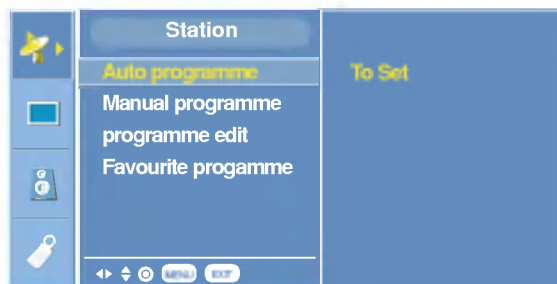 Station
Auto programme
To Set
Manual programme
programme edit
Favourite progamme
MENU EXIT